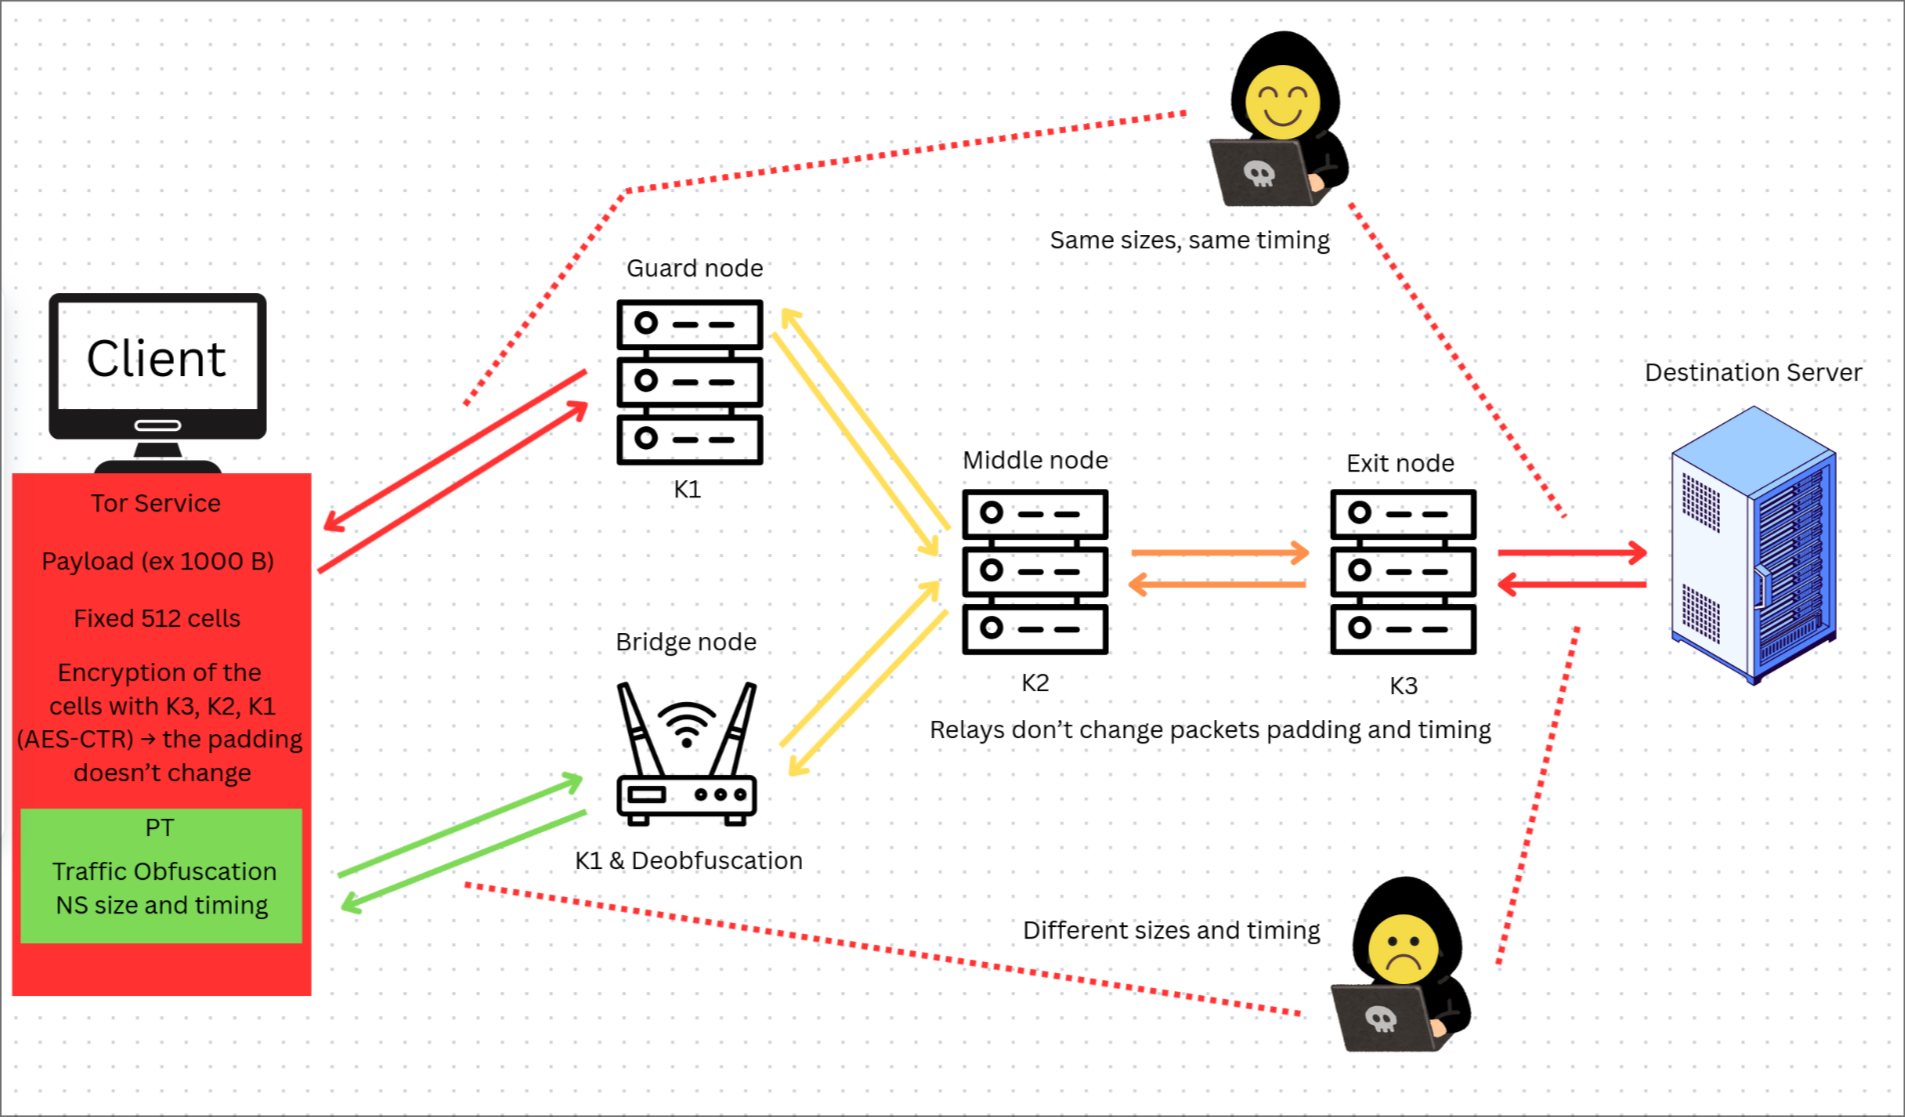 Same sizes, same timing
Guard node
K1
Client
Destination Server
Middle node
K2
Exit node
K3
Tor Service
Payload (ex 1000 B)
Fixed 512 cells
Encryption of the
cells with K3, K2, K1
(AES-CTR) → the padding
doesn’t change
PT
Traffic Obfuscation
NS size and timing
Bridge node
K1 & Deobfuscation
Relays don’t change packets padding and timing
Different sizes and timing